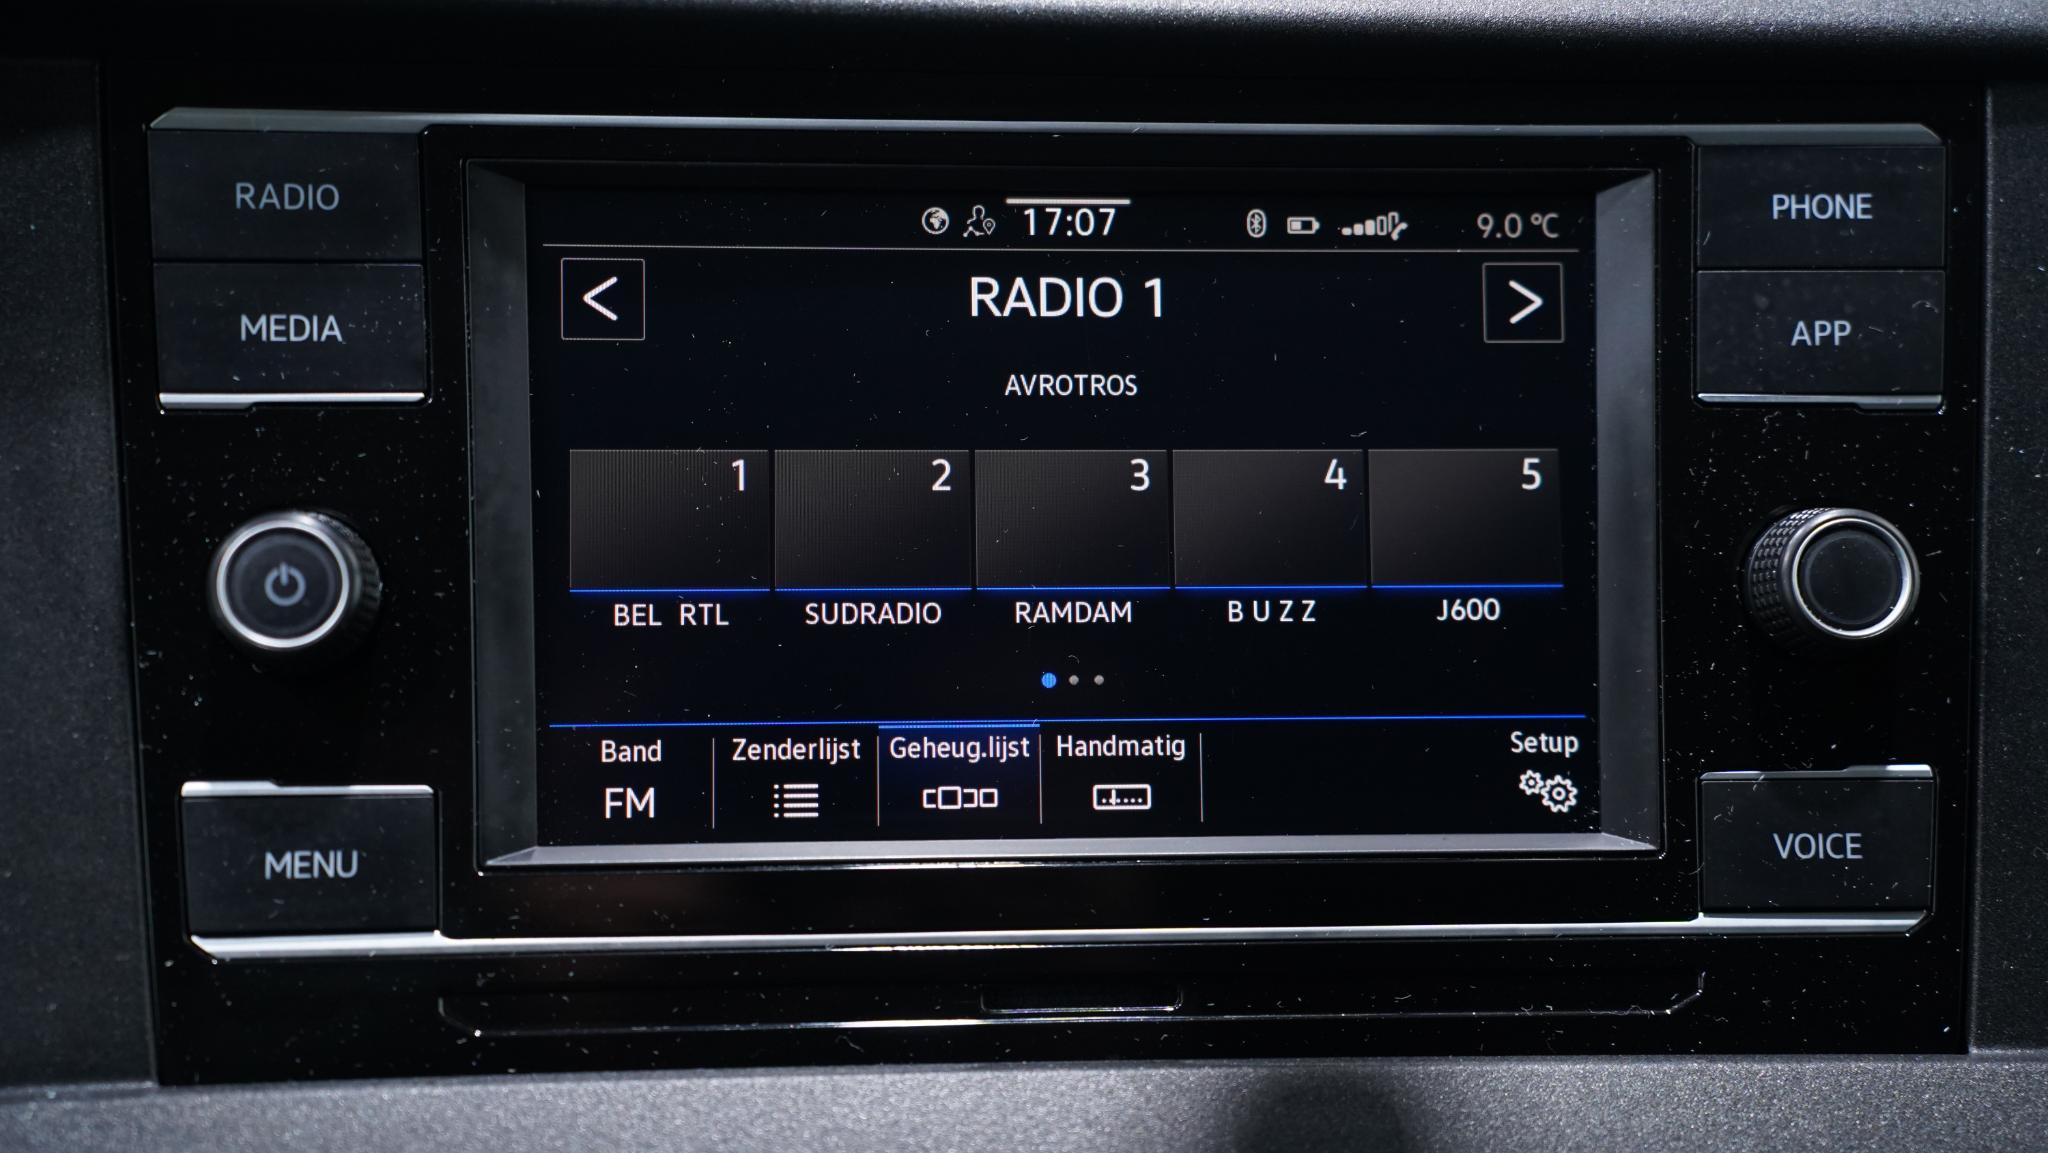 RADIO
MEDIA
MENU
17:07
9.0 °C
< RADIO 1 >
AVROTROS
1 2 3 4 5
BEL RTL SUDRADIO RAMDAM B U Z Z J600
Band Zenderlijst Geheug.lijst Handmatig Setup
FM
PHONE
APP
VOICE